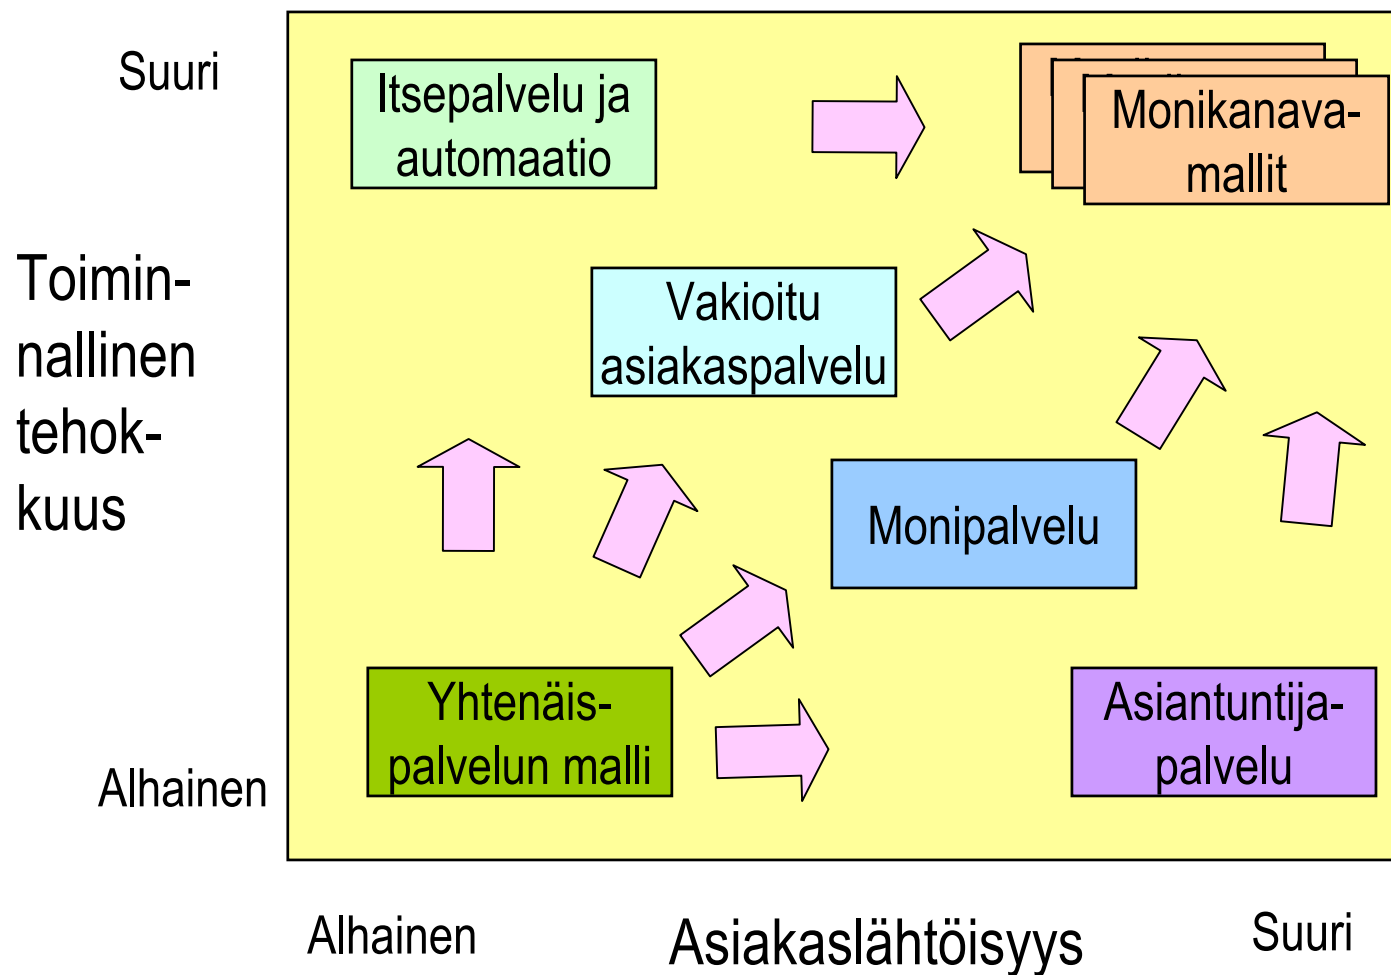 Suuri
Itsepalvelu ja
automaatio
Monikanava-
mallit
Toimin-
nallinen
tehok-
kuus
Vakioitu
asiakaspalvelu
Monipalvelu
Yhtenäis-
palvelun malli
Asiantuntija-
palvelu
Alhainen
Alhainen
Asiakaslähtöisyys
Suuri